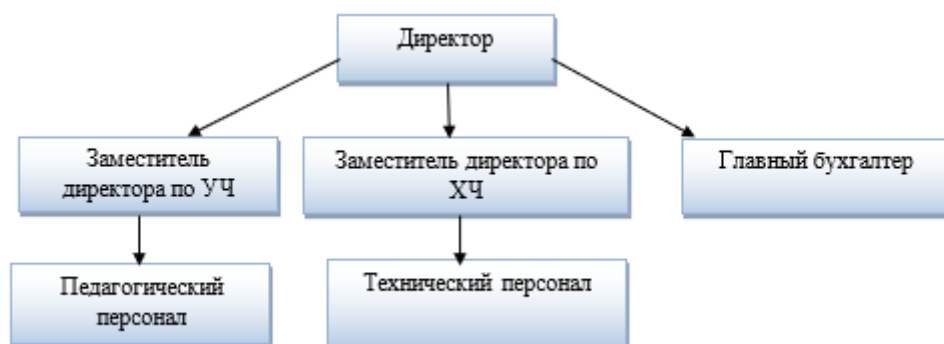 Директор
Заместитель
директора по УЧ
Заместитель директора по
ХЧ
Главный бухгалтер
Педагогический
персонал
Технический персонал